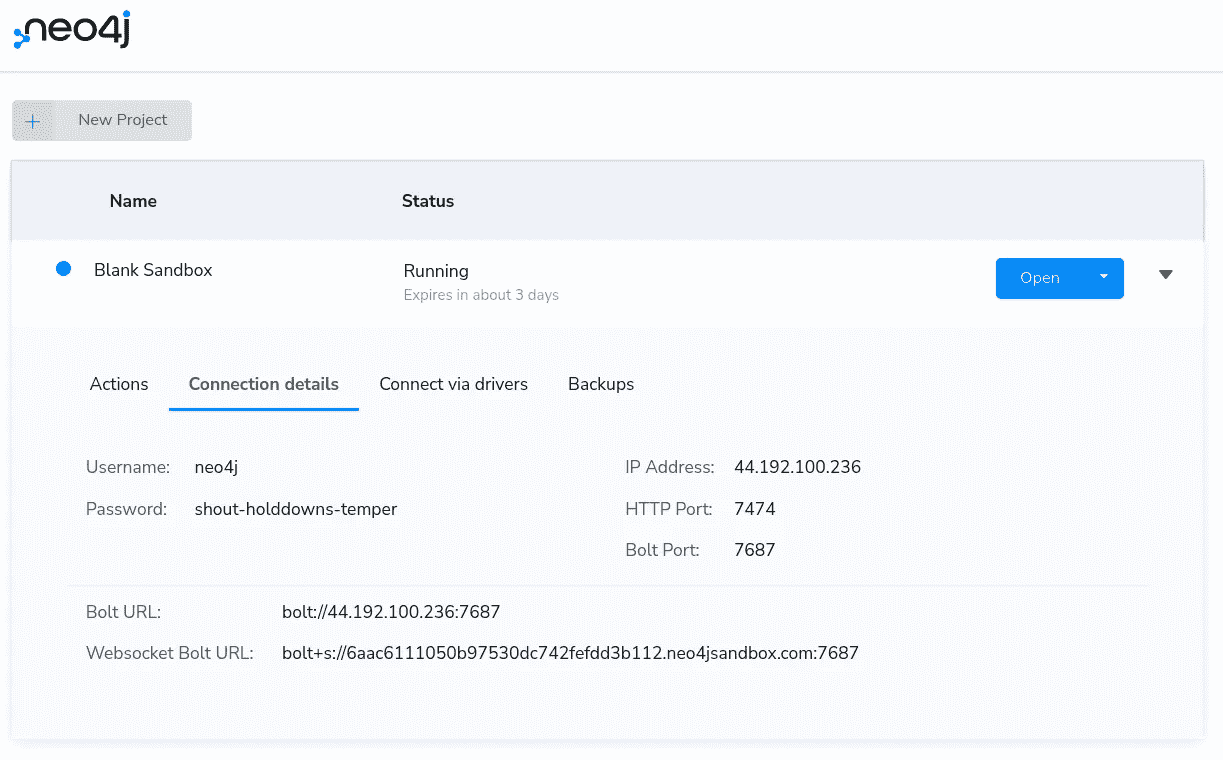 neo4j
New Project
Name Status
Blank Sandbox Running Open
Expires in about 3 days
Actions Connection details Connect via drivers Backups
Username: neo4j IP Address: 44.192.100.236
Password: shout-holddowns-temper HTTP Port: 7474
Bolt Port: 7687
Bolt URL: bolt://44.192.100.236:7687
Websocket Bolt URL: bolt+s://6aac6111050b97530dc742fefdd3b112.neo4jsandbox.com:7687